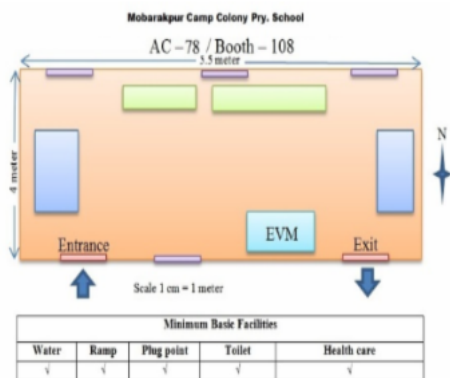 Mobarakpur Camp Colony Pry. School
AC – 78 / Booth – 108
5.5 meter
4 meter
N
EVM
Entrance
Exit
Scale 1 cm = 1 meter
Minimum Basic Facilities
Water Ramp Plug point Toilet Health care
√ √ √ √ √